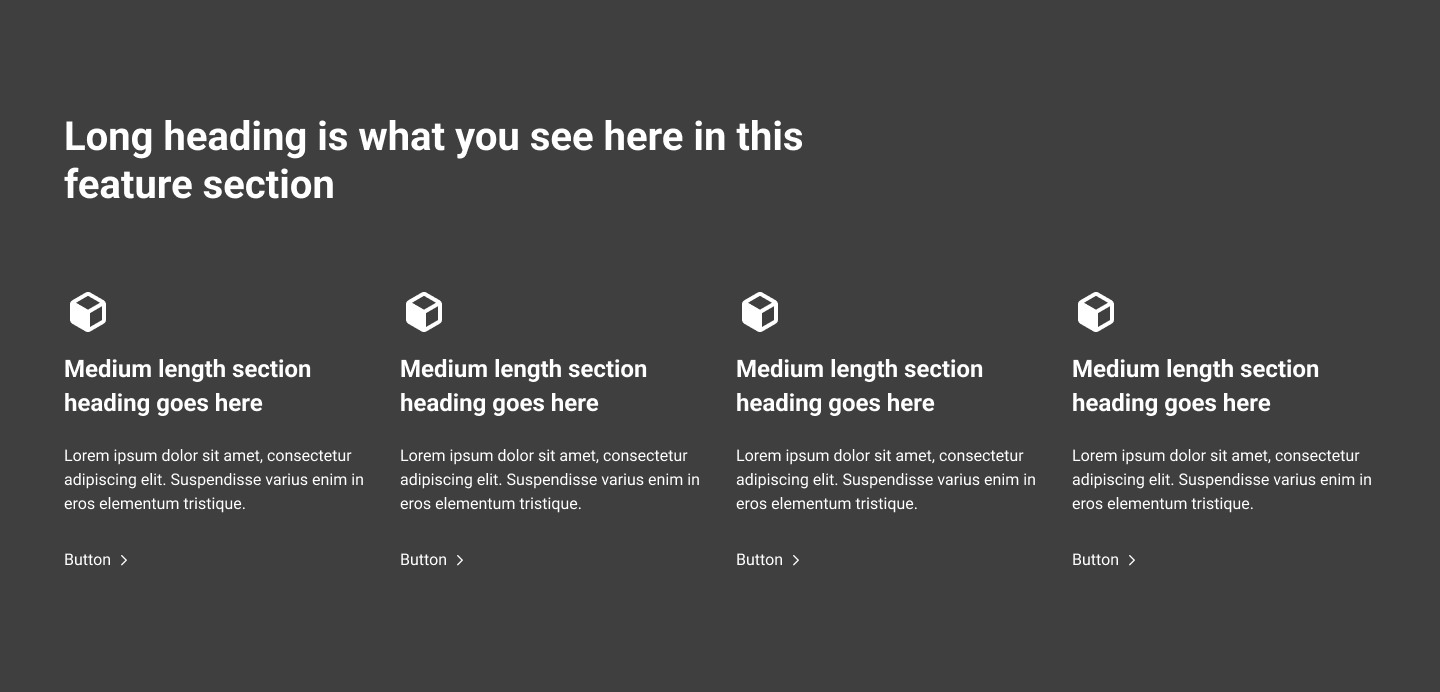 Long heading is what you see here in this
feature section
Medium length section
heading goes here
Lorem ipsum dolor sit amet, consectetur
adipiscing elit. Suspendisse varius enim in
eros elementum tristique.
Button
Medium length section
heading goes here
Lorem ipsum dolor sit amet, consectetur
adipiscing elit. Suspendisse varius enim in
eros elementum tristique.
Button
Medium length section
heading goes here
Lorem ipsum dolor sit amet, consectetur
adipiscing elit. Suspendisse varius enim in
eros elementum tristique.
Button
Medium length section
heading goes here
Lorem ipsum dolor sit amet, consectetur
adipiscing elit. Suspendisse varius enim in
eros elementum tristique.
Button